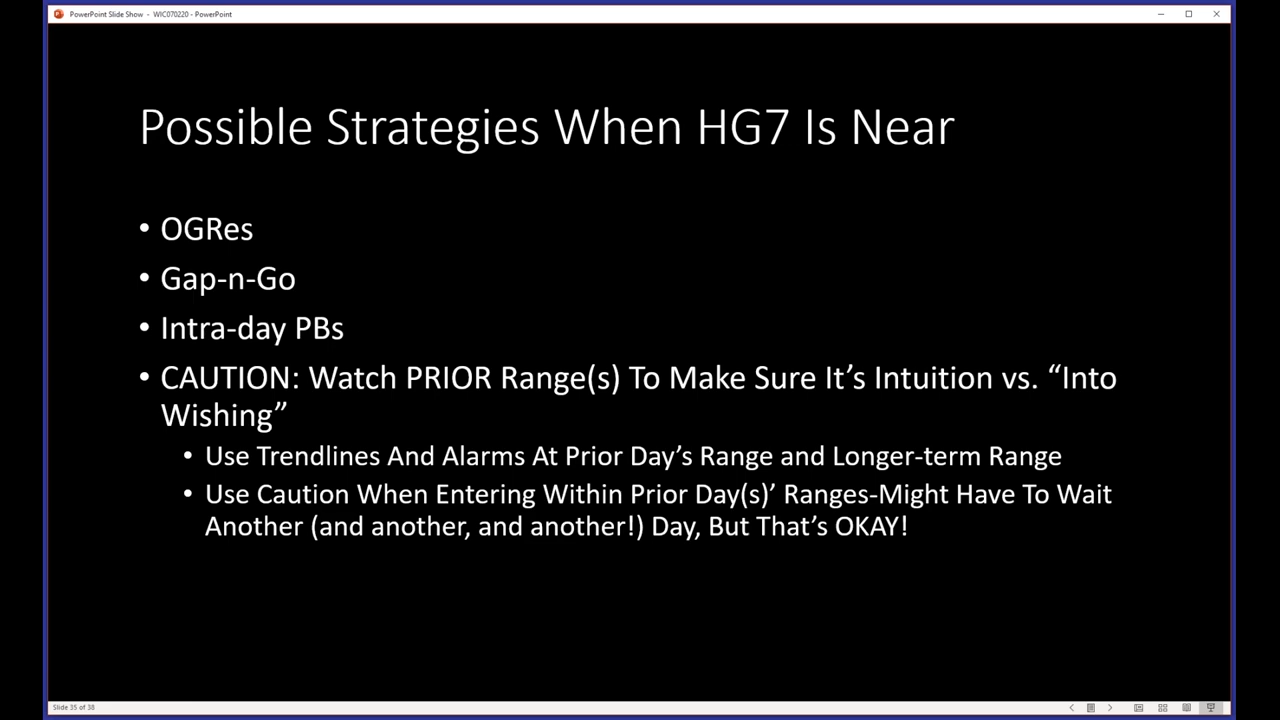 PowerPoint Slide Show - WIC070220 - PowerPoint
Possible Strategies When HG7 Is Near
• OGRes
• Gap-n-Go
• Intra-day PBs
• CAUTION: Watch PRIOR Range(s) To Make Sure It’s Intuition vs. “Into
Wishing”
• Use Trendlines And Alarms At Prior Day’s Range and Longer-term Range
• Use Caution When Entering Within Prior Day(s)’ Ranges-Might Have To Wait
Another (and another, and another!) Day, But That’s OKAY!
Slide 35 of 38